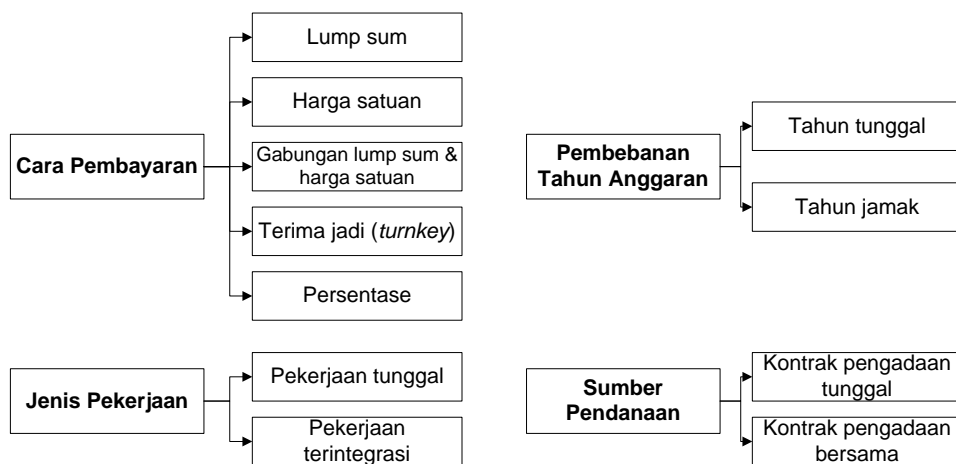 Cara Pembayaran
Lump sum
Harga satuan
Gabungan lump sum &
harga satuan
Terima jadi (turnkey)
Persentase
Pembebanan
Tahun Anggaran
Tahun tunggal
Tahun jamak
Jenis Pekerjaan
Pekerjaan tunggal
Pekerjaan
terintegrasi
Sumber
Pendanaan
Kontrak pengadaan
tunggal
Kontrak pengadaan
bersama